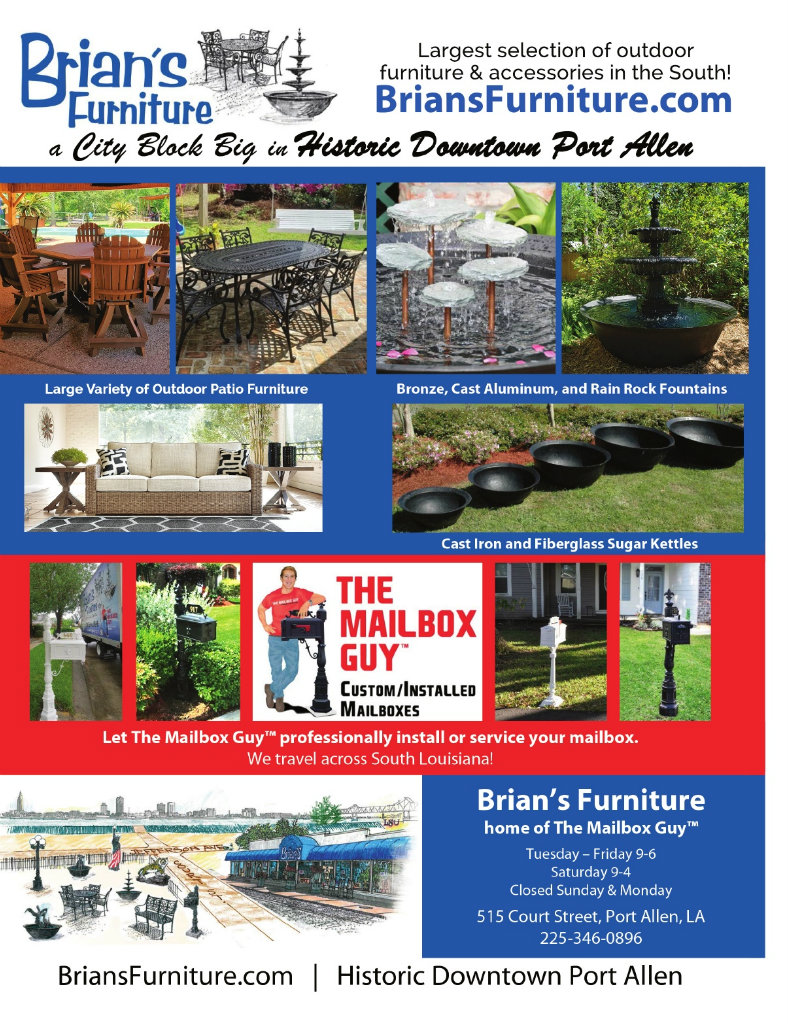 Brian's
Furniture
Largest selection of outdoor
furniture & accessories in the South!
BriansFurniture.com
a City Block Big in Historic Downtown Port Allen
Large Variety of Outdoor Patio Furniture
Bronze, Cast Aluminum, and Rain Rock Fountains
Cast Iron and Fiberglass Sugar Kettles
THE MAILBOX GUY
THE
MAILBOX
GUY™
CUSTOM/INSTALLED
MAILBOXES
Let The Mailbox Guy™ professionally install or service your mailbox.
We travel across South Louisiana!
LSU
Brian's Furniture
home of The Mailbox Guy™
Tuesday – Friday 9-6
Saturday 9-4
Closed Sunday & Monday
515 Court Street, Port Allen, LA
225-346-0896
BriansFurniture.com | Historic Downtown Port Allen